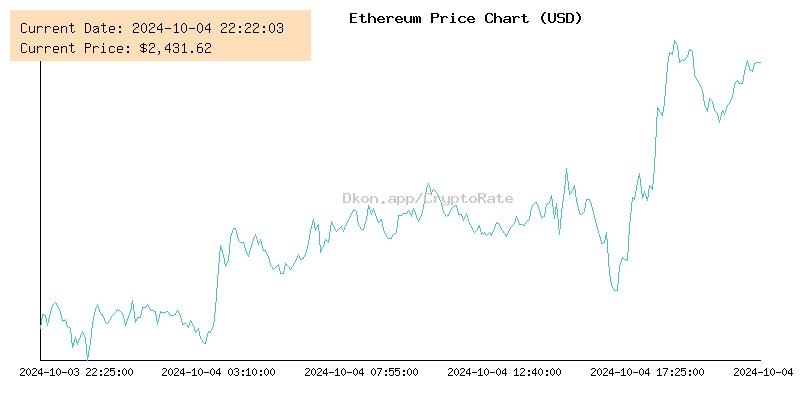 Ethereum Price Chart (USD)
Current Date: 2024-10-04 22:22:03
Current Price: $2,431.62
Dkon.app/CryptoRate
2024-10-03 22:25:00 2024-10-04 03:10:00 2024-10-04 07:55:00 2024-10-04 12:40:00 2024-10-04 17:25:00 2024-10-04